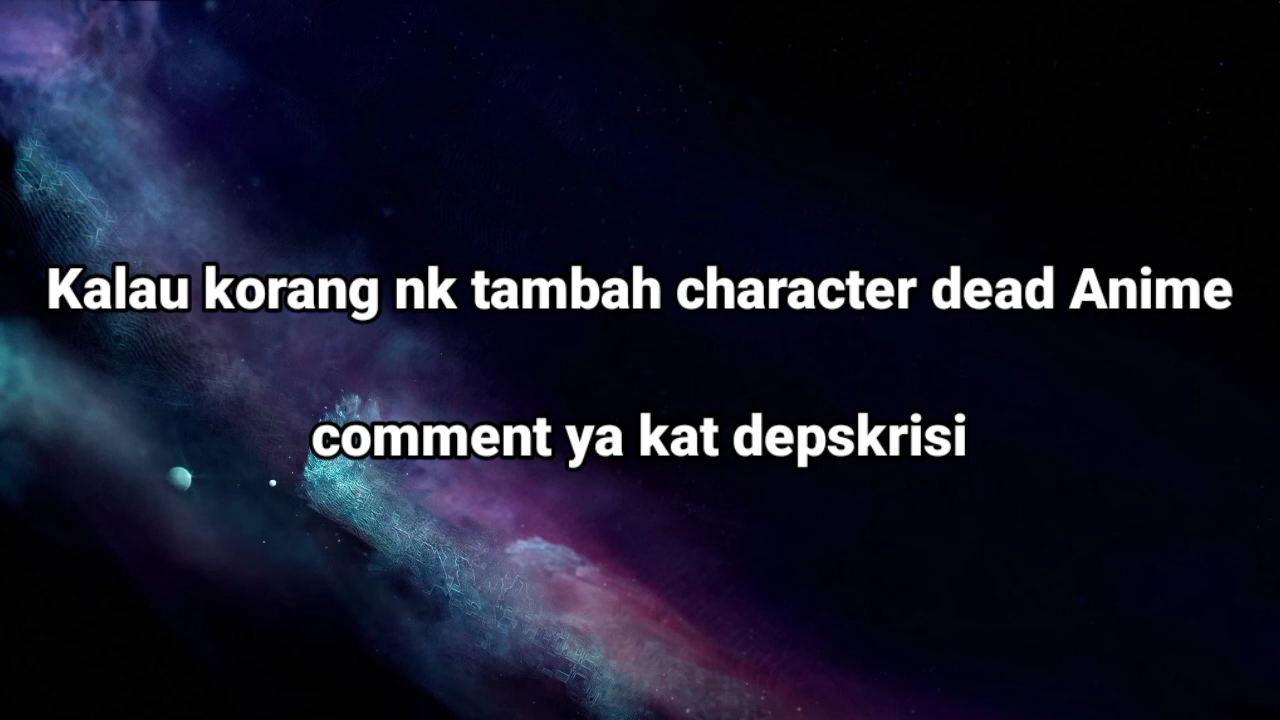 Kalau korang nk tambah character dead Anime
comment ya kat depskrisi